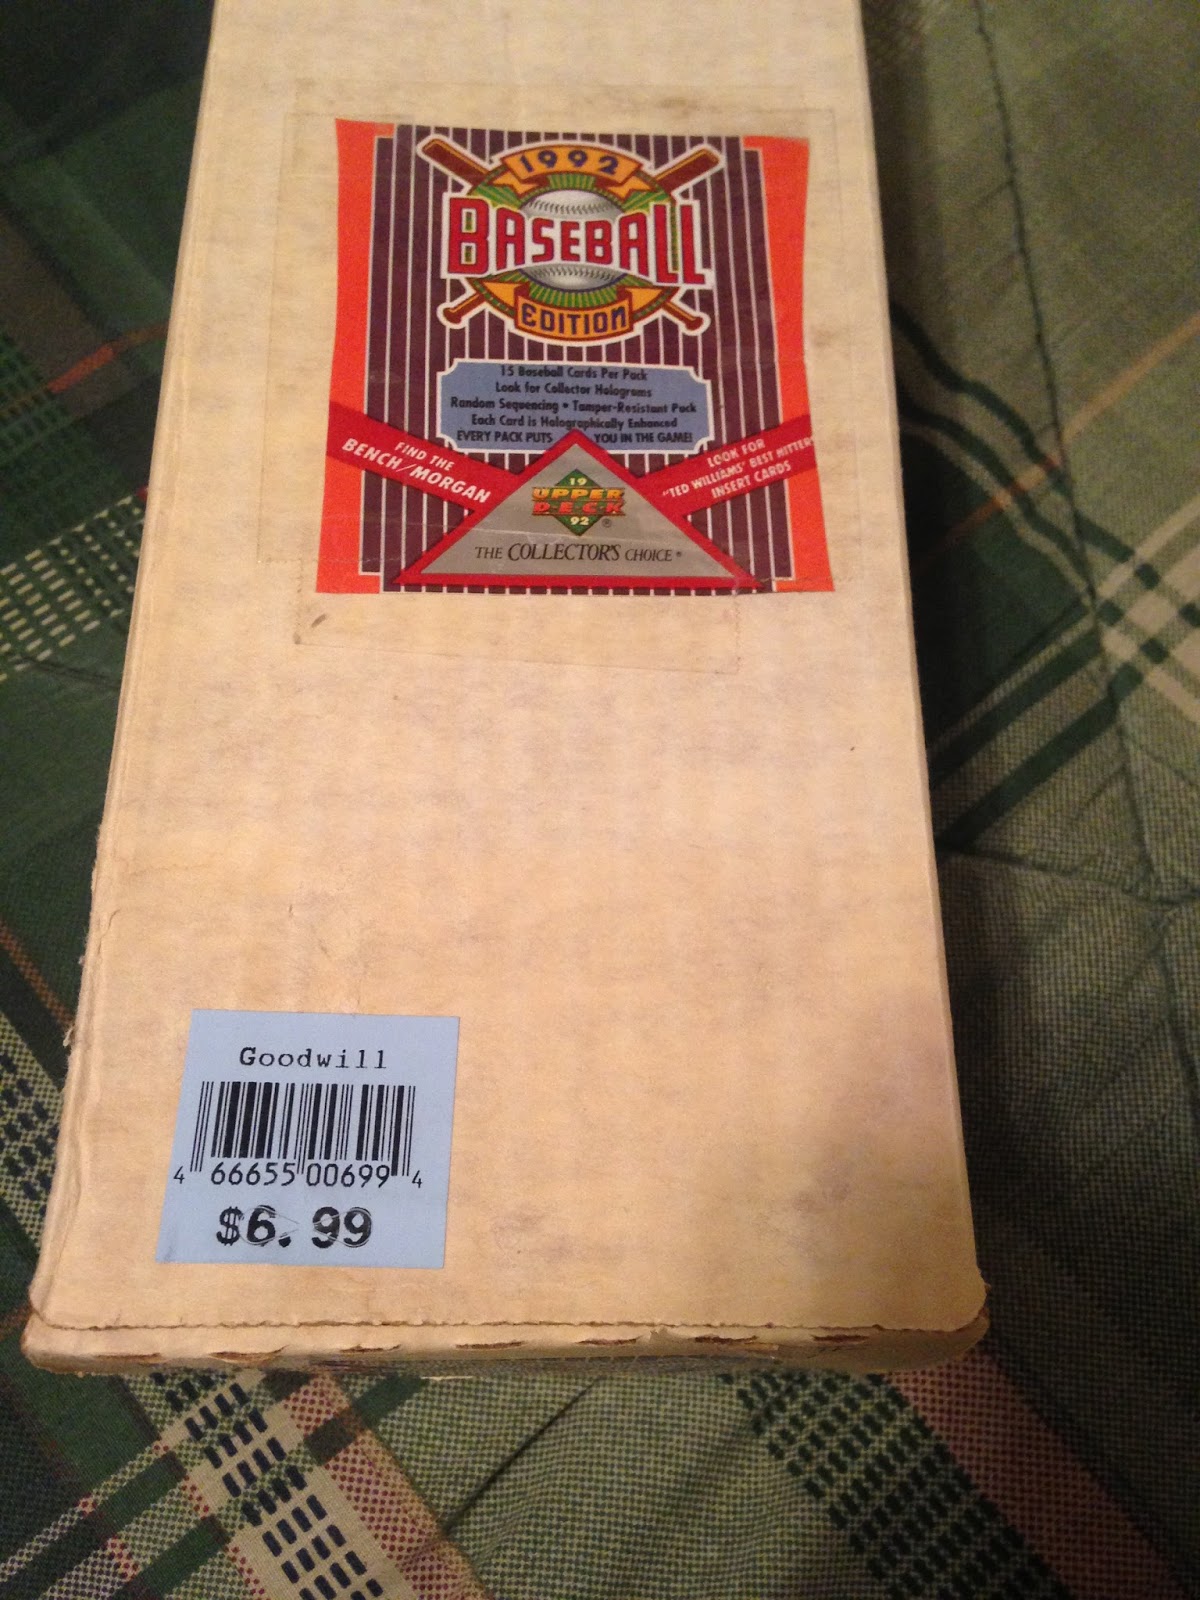 1992
BASEBALL
EDITION
15 Baseball Cards Per Pack
Look for Collector Holograms
Random Sequencing • Tamper-Resistant Pack
Each Card is Holographically Enhanced
EVERY PACK PUTS YOU IN THE GAME!
FIND THE
BENCH/MORGAN
LOOK FOR
"TED WILLIAMS' BEST HITTERS
INSERT CARDS
19
UPPER
D·E·C·K
92 ®
THE COLLECTOR'S CHOICE ®
Goodwill
4 66655 00699 4
$6.99